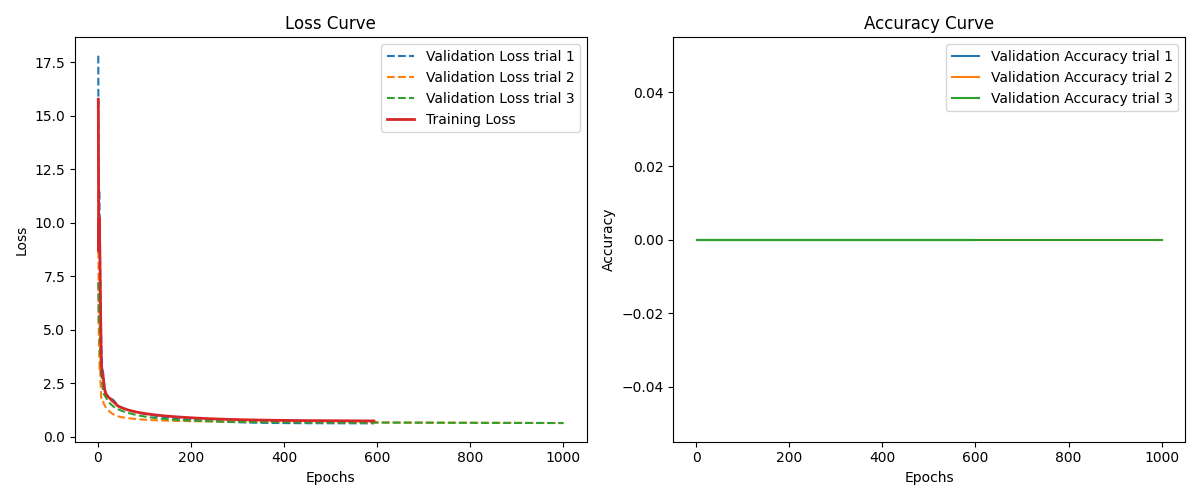 Loss Curve
Validation Loss trial 1
Validation Loss trial 2
Validation Loss trial 3
Training Loss
17.5
15.0
12.5
10.0
7.5
5.0
2.5
0.0
Loss
0 200 400 600 800 1000
Epochs
Accuracy Curve
Validation Accuracy trial 1
Validation Accuracy trial 2
Validation Accuracy trial 3
0.04
0.02
0.00
−0.02
−0.04
Accuracy
0 200 400 600 800 1000
Epochs